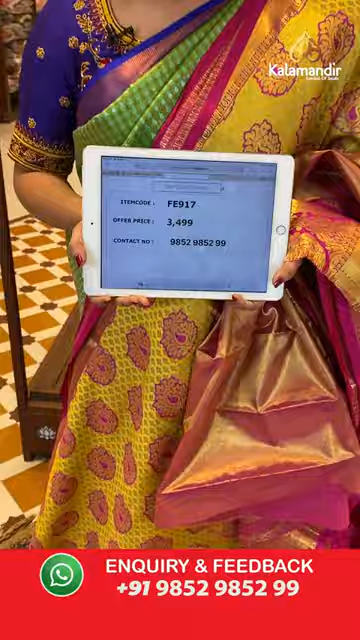 Kalamandir
ITEMCODE : FE917
OFFER PRICE : 3,499
CONTACT NO : 9852 9852 99
ENQUIRY & FEEDBACK
+91 9852 9852 99